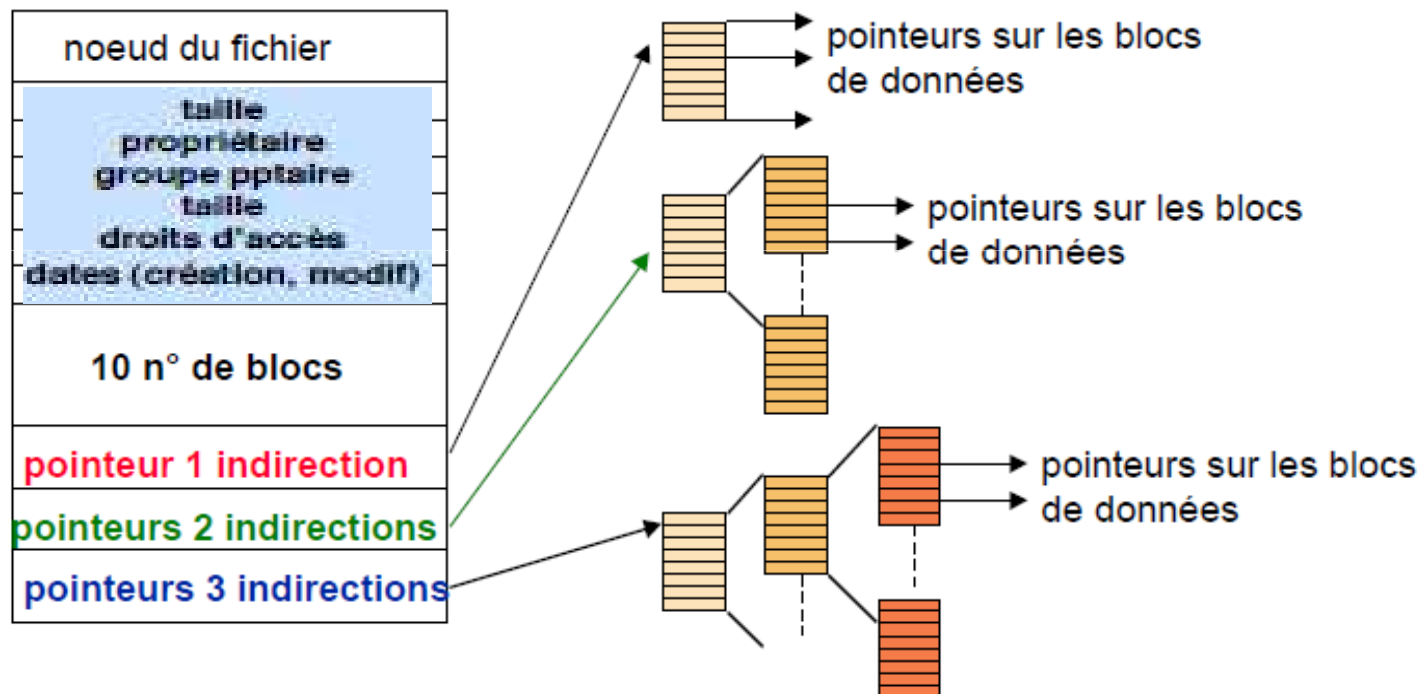 noeud du fichier
taille
propriétaire
groupe pptaire
taille
droits d'accès
dates (création, modif)
10 n° de blocs
pointeur 1 indirection
pointeurs 2 indirections
pointeurs 3 indirections
pointeurs sur les blocs
de données
pointeurs sur les blocs
de données
pointeurs sur les blocs
de données